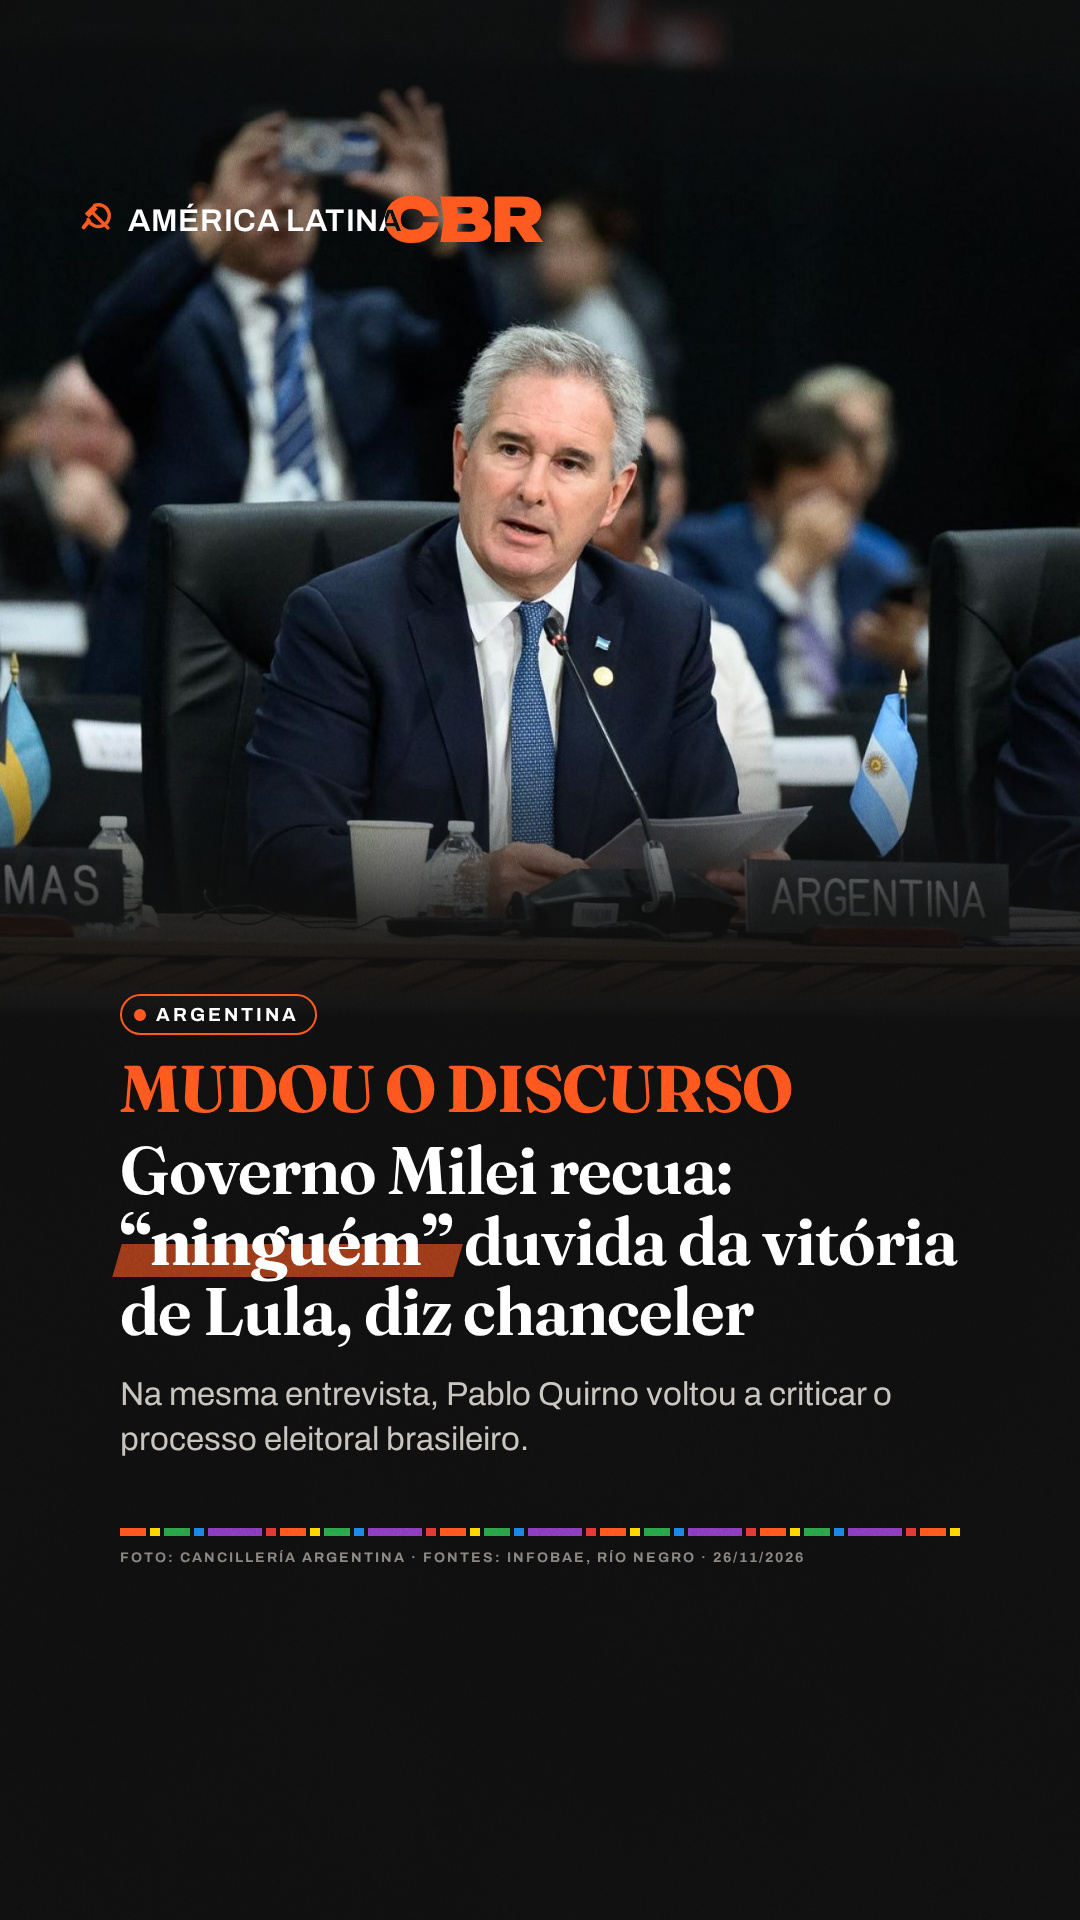 AMÉRICA LATINA CBR
MAS
ARGENTINA
ARGENTINA
MUDOU O DISCURSO
Governo Milei recua:
“ninguém” duvida da vitória
de Lula, diz chanceler
Na mesma entrevista, Pablo Quirno voltou a criticar o
processo eleitoral brasileiro.
FOTO: CANCILLERÍA ARGENTINA · FONTES: INFOBAE, RÍO NEGRO · 26/11/2026